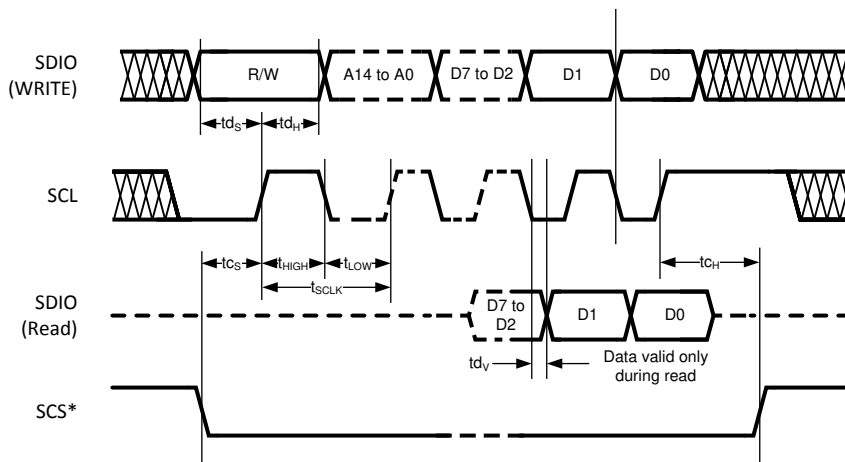 SDIO
(WRITE)
R/W
A14 to A0
D7 to D2
D1
D0
tdS
tdH
SCL
tcS
tHIGH
tLOW
tSCLK
tcH
SDIO
(Read)
D7 to
D2
D1
D0
tdV
Data valid only
during read
SCS*